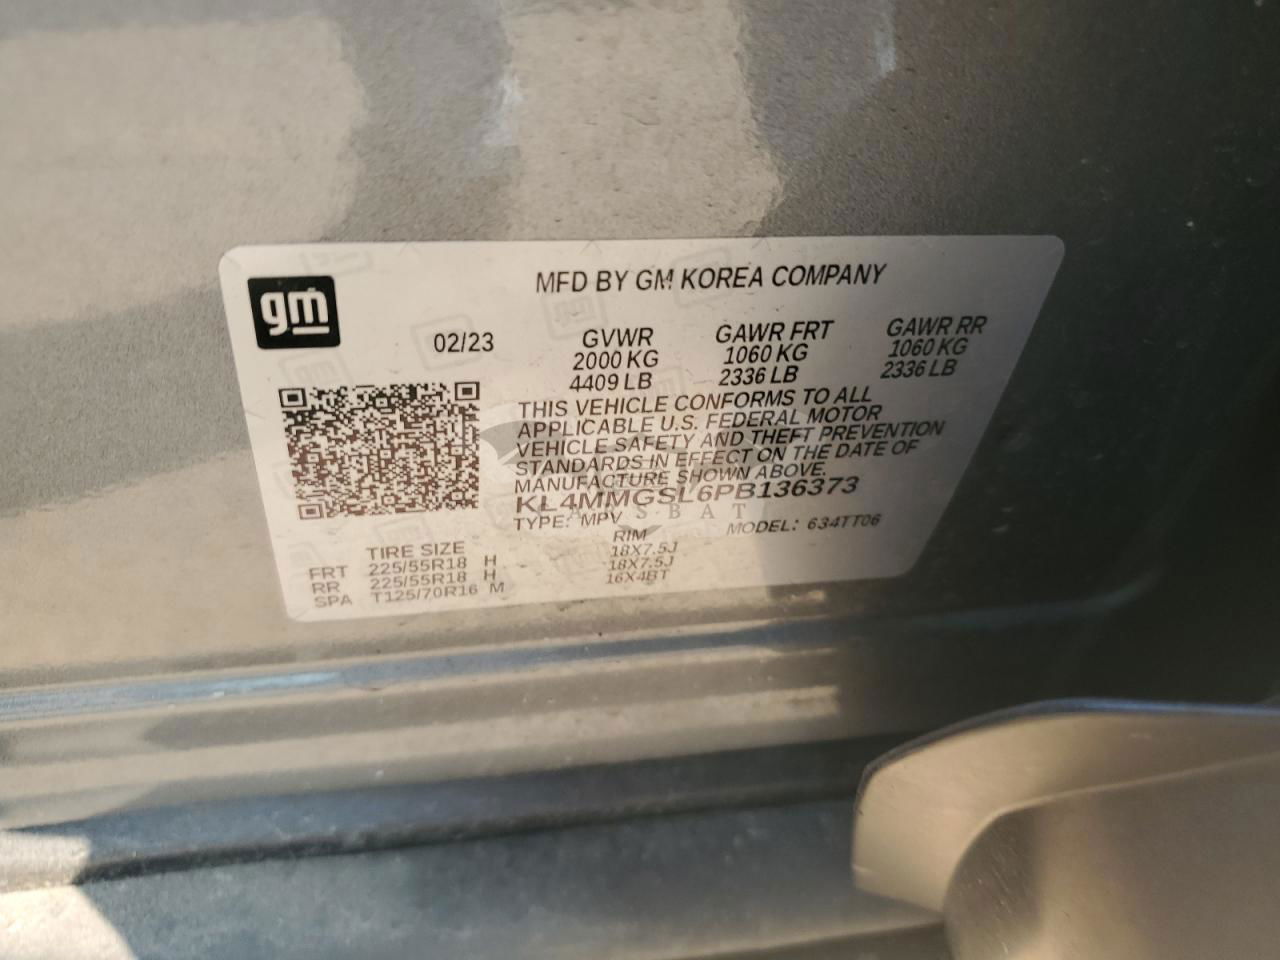 gm
MFD BY GM KOREA COMPANY
02/23 GVWR GAWR FRT GAWR RR
2000 KG 1060 KG 1060 KG
4409 LB 2336 LB 2336 LB
THIS VEHICLE CONFORMS TO ALL
APPLICABLE U.S. FEDERAL MOTOR
VEHICLE SAFETY AND THEFT PREVENTION
STANDARDS IN EFFECT ON THE DATE OF
MANUFACTURE SHOWN ABOVE.
KL4MMGSL6PB136373
TYPE: MPV MODEL: 634TT06
TIRE SIZE RIM
FRT 225/55R18 H 18X7.5J
RR 225/55R18 H 18X7.5J
SPA T125/70R16 M 16X4BT